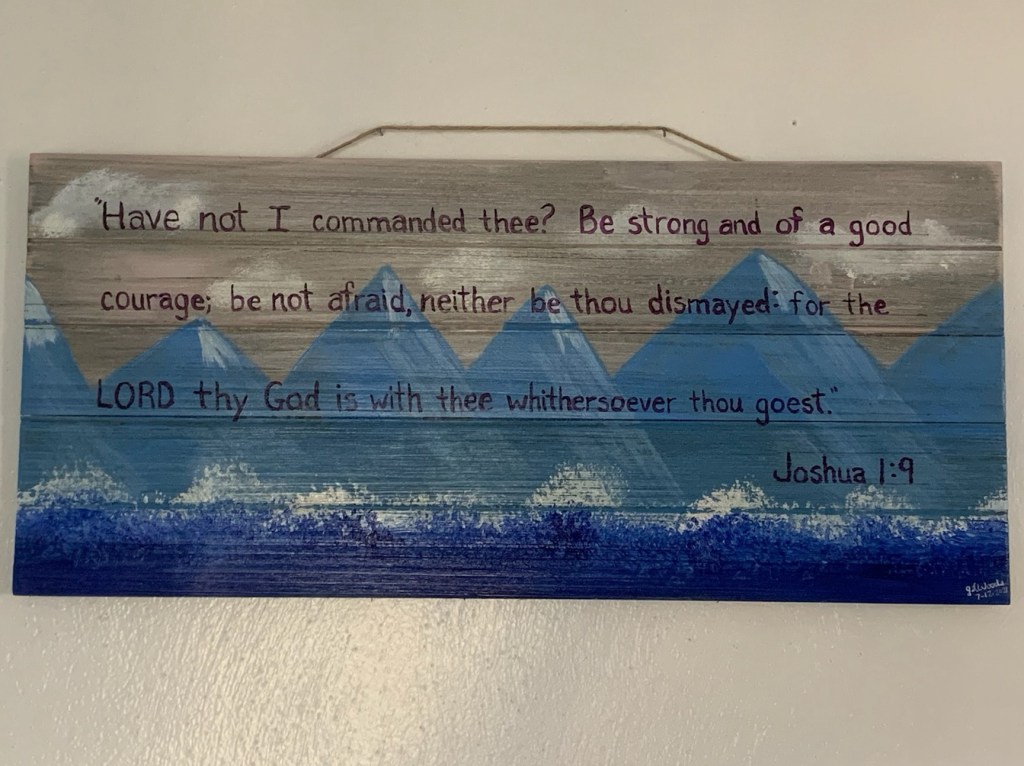 "Have not I commanded thee? Be strong and of a good
courage; be not afraid, neither be thou dismayed: for the
LORD thy God is with thee whithersoever thou goest."
Joshua 1:9